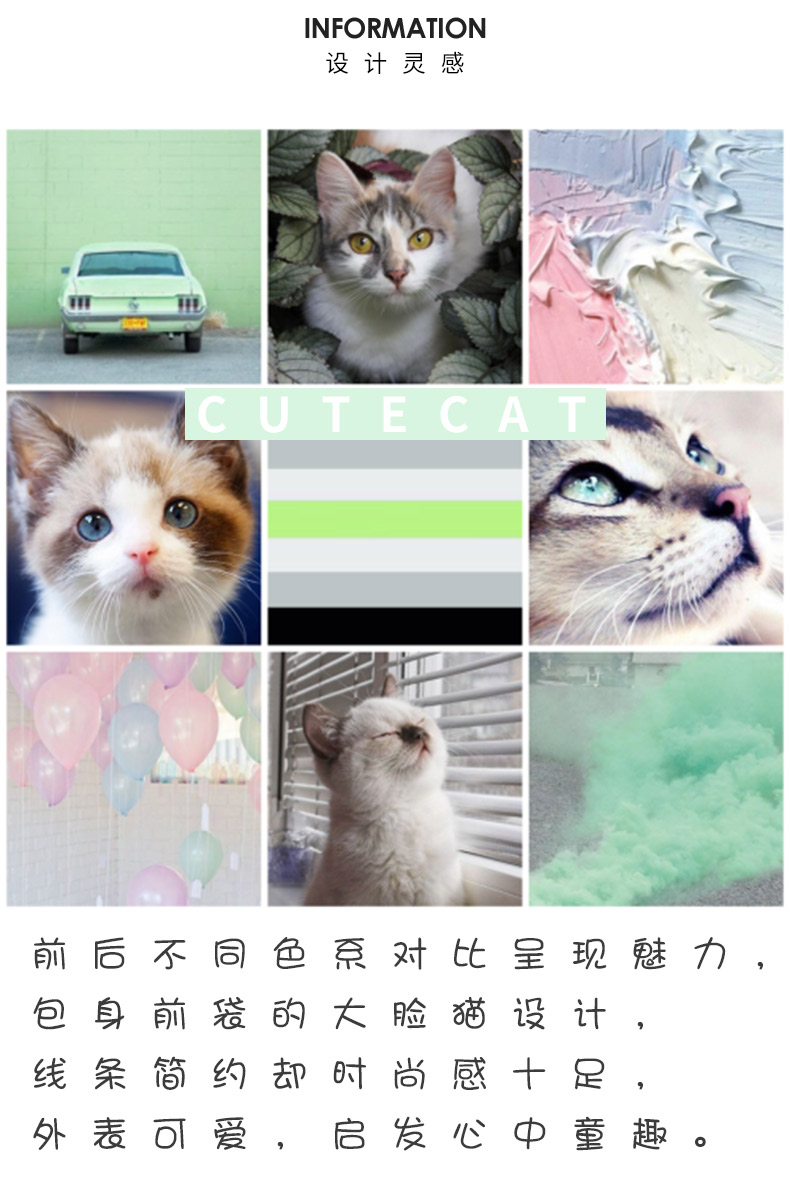 INFORMATION
设计灵感
CUTECAT
前后不同色系对比呈现魅力，
包身前袋的大脸猫设计，
线条简约却时尚感十足，
外表可爱，启发心中童趣。